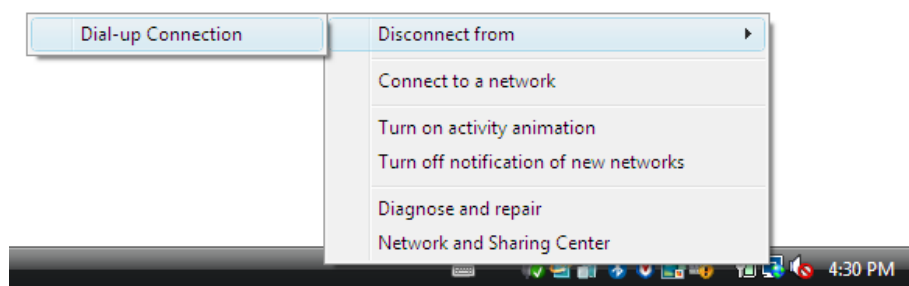 Dial-up Connection
Disconnect from
Connect to a network
Turn on activity animation
Turn off notification of new networks
Diagnose and repair
Network and Sharing Center
4:30 PM